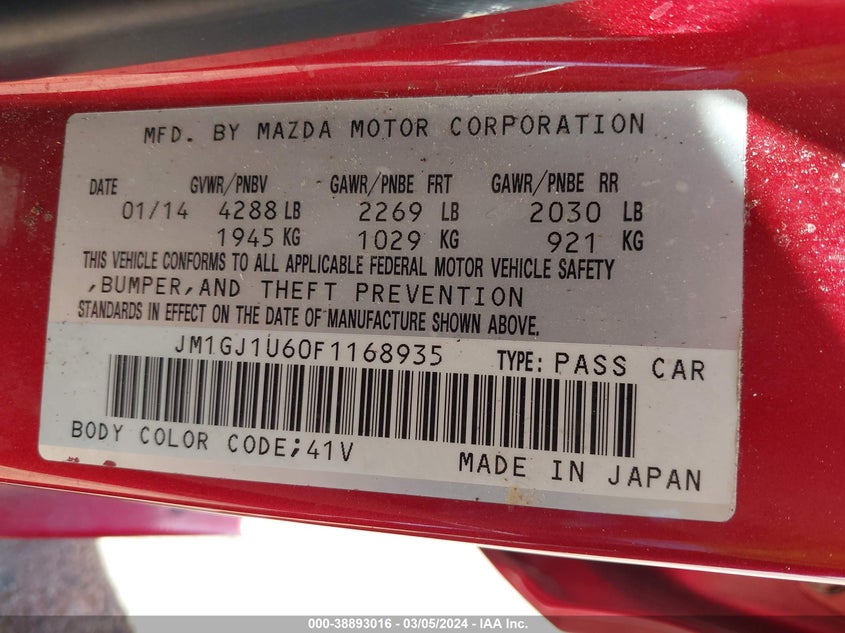 MFD. BY MAZDA MOTOR CORPORATION
DATE GVWR/PNBV GAWR/PNBE FRT GAWR/PNBE RR
01/14 4288 LB 2269 LB 2030 LB
1945 KG 1029 KG 921 KG
THIS VEHICLE CONFORMS TO ALL APPLICABLE FEDERAL MOTOR VEHICLE SAFETY
,BUMPER,AND THEFT PREVENTION
STANDARDS IN EFFECT ON THE DATE OF MANUFACTURE SHOWN ABOVE.
JM1GJ1U60F1168935 TYPE: PASS CAR
BODY COLOR CODE;41V
MADE IN JAPAN
000-38893016 - 03/05/2024 - IAA Inc.